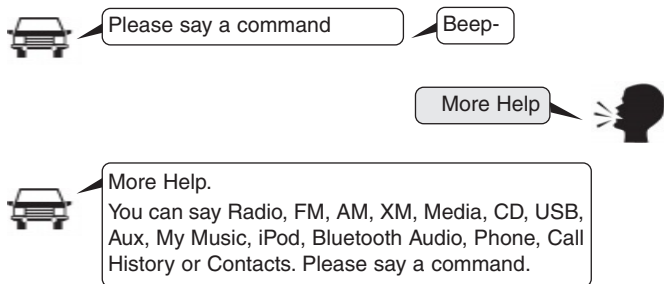 Please say a command
Beep-
More Help
More Help.
You can say Radio, FM, AM, XM, Media, CD, USB,
Aux, My Music, iPod, Bluetooth Audio, Phone, Call
History or Contacts. Please say a command.